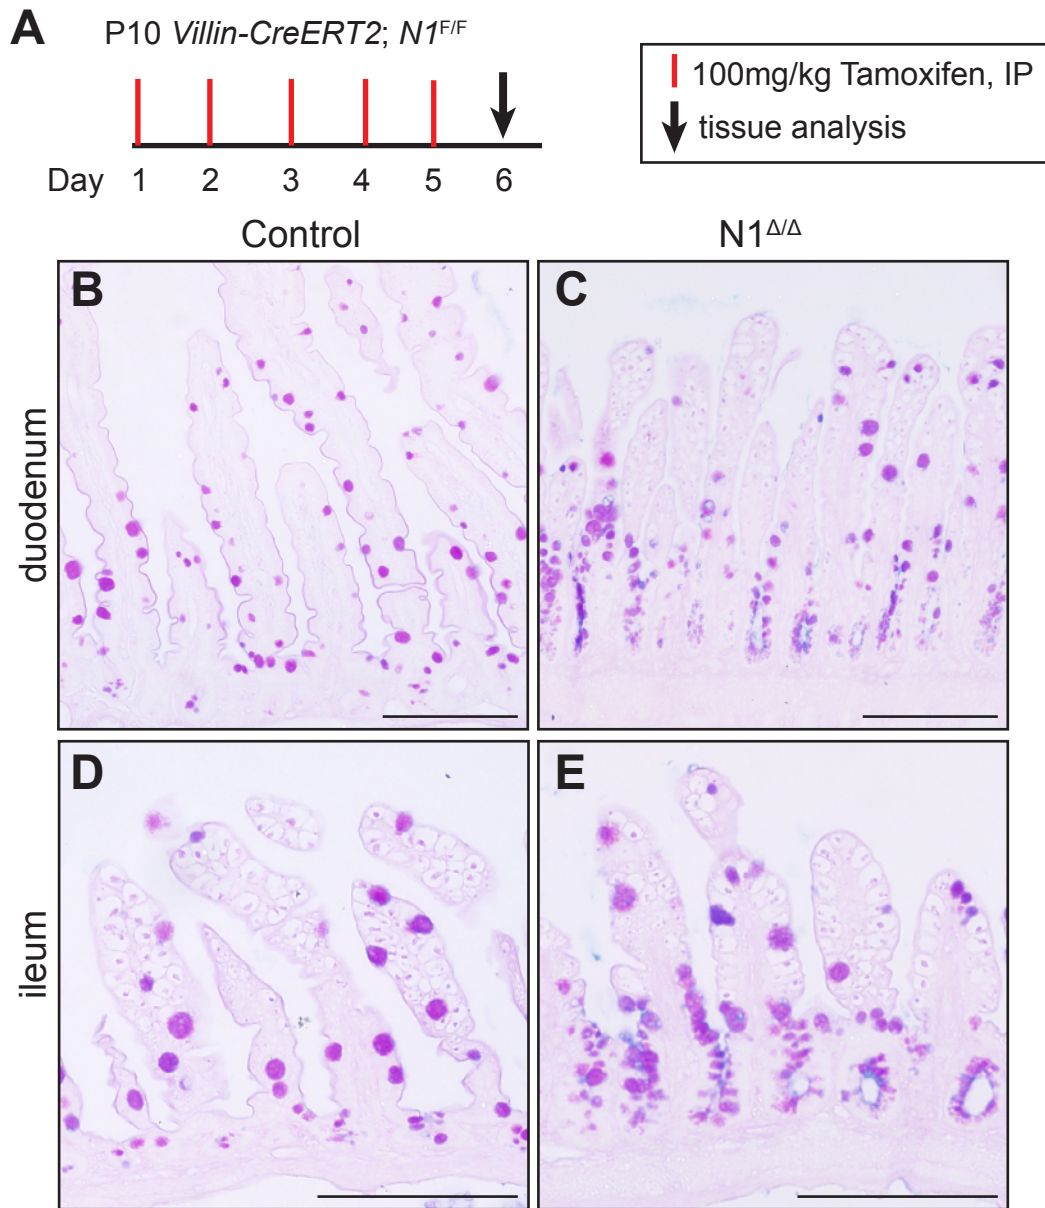 A
P10 Villin-CreERT2; N1F/F
100mg/kg Tamoxifen, IP
tissue analysis
Day 1 2 3 4 5 6
Control
N1Δ/Δ
B
C
duodenum
D
E
ileum